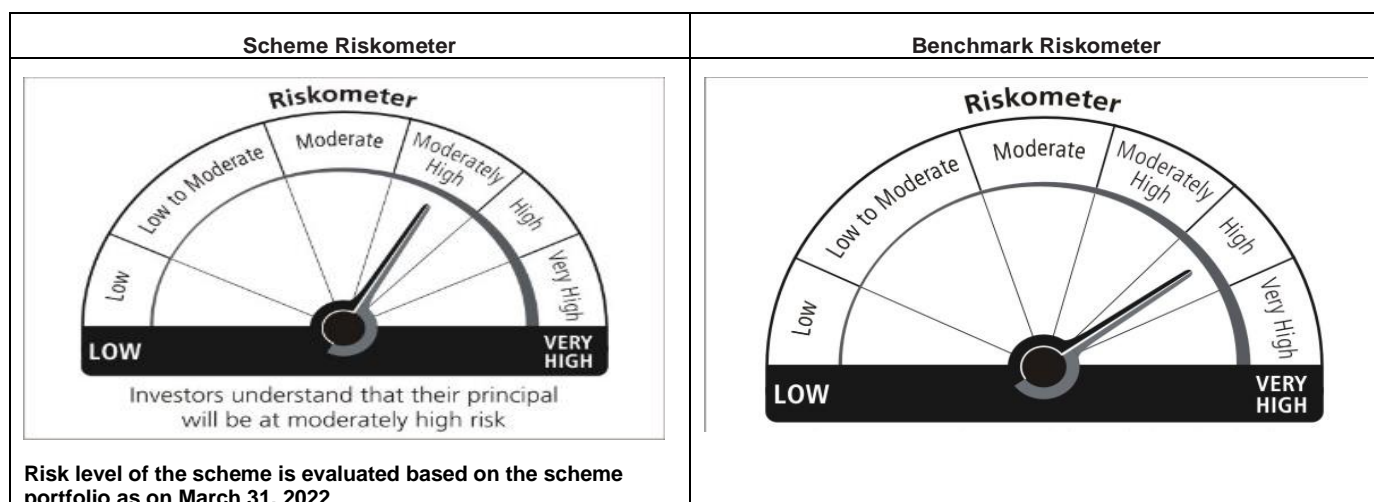 Scheme Riskometer
Benchmark Riskometer
Riskometer
Low
Low to Moderate
Moderate
Moderately
High
High
Very High
LOW
VERY
HIGH
Investors understand that their principal
will be at moderately high risk
Risk level of the scheme is evaluated based on the scheme
portfolio as on March 31, 2022
Riskometer
Low
Low to Moderate
Moderate
Moderately
High
High
Very High
LOW
VERY
HIGH